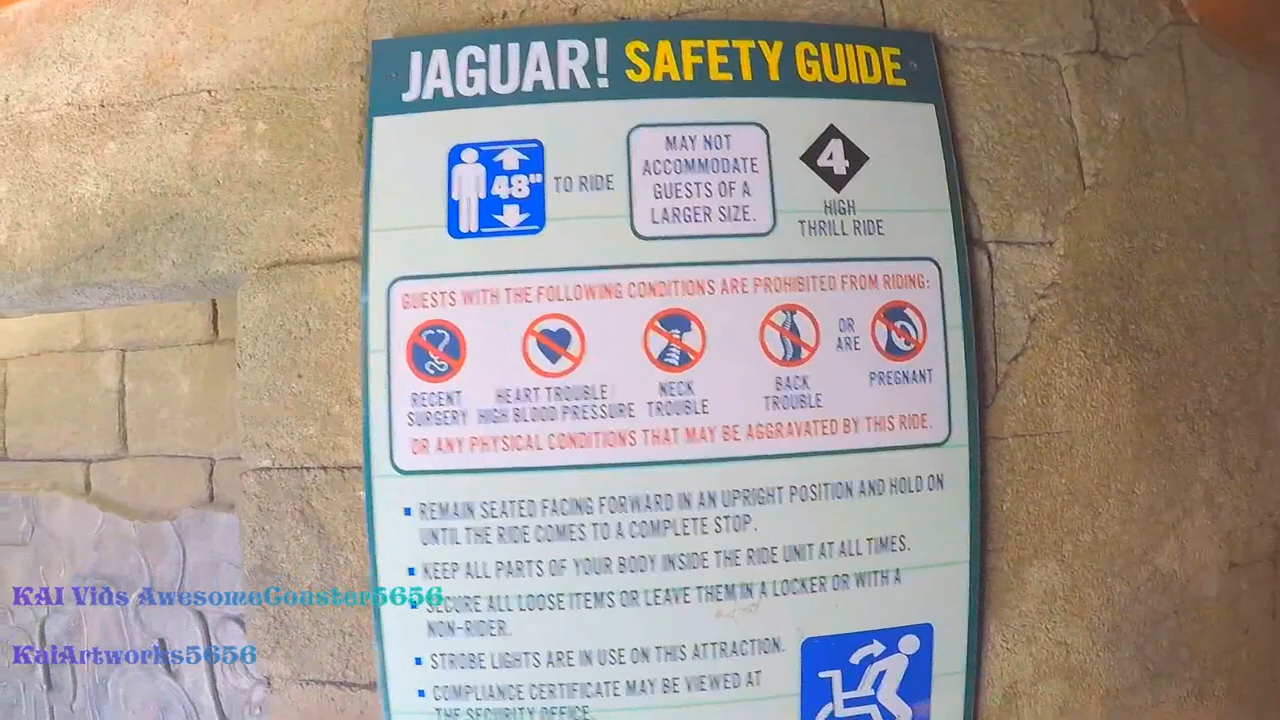 JAGUAR! SAFETY GUIDE
48" TO RIDE
MAY NOT
ACCOMMODATE
GUESTS OF A
LARGER SIZE.
4
HIGH
THRILL RIDE
GUESTS WITH THE FOLLOWING CONDITIONS ARE PROHIBITED FROM RIDING:
RECENT
SURGERY
HEART TROUBLE/
HIGH BLOOD PRESSURE
NECK
TROUBLE
BACK
TROUBLE
OR
ARE
PREGNANT
OR ANY PHYSICAL CONDITIONS THAT MAY BE AGGRAVATED BY THIS RIDE.
▪ REMAIN SEATED FACING FORWARD IN AN UPRIGHT POSITION AND HOLD ON
UNTIL THE RIDE COMES TO A COMPLETE STOP.
▪ KEEP ALL PARTS OF YOUR BODY INSIDE THE RIDE UNIT AT ALL TIMES.
▪ SECURE ALL LOOSE ITEMS OR LEAVE THEM IN A LOCKER OR WITH A
NON-RIDER.
▪ STROBE LIGHTS ARE IN USE ON THIS ATTRACTION.
▪ COMPLIANCE CERTIFICATE MAY BE VIEWED AT
THE SECURITY OFFICE.
KAI Vids AwesomeCouster5656
KaiArtworks5656